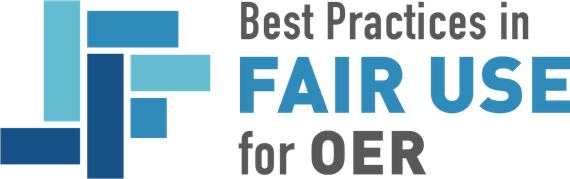 Best Practices in
FAIR USE
for OER